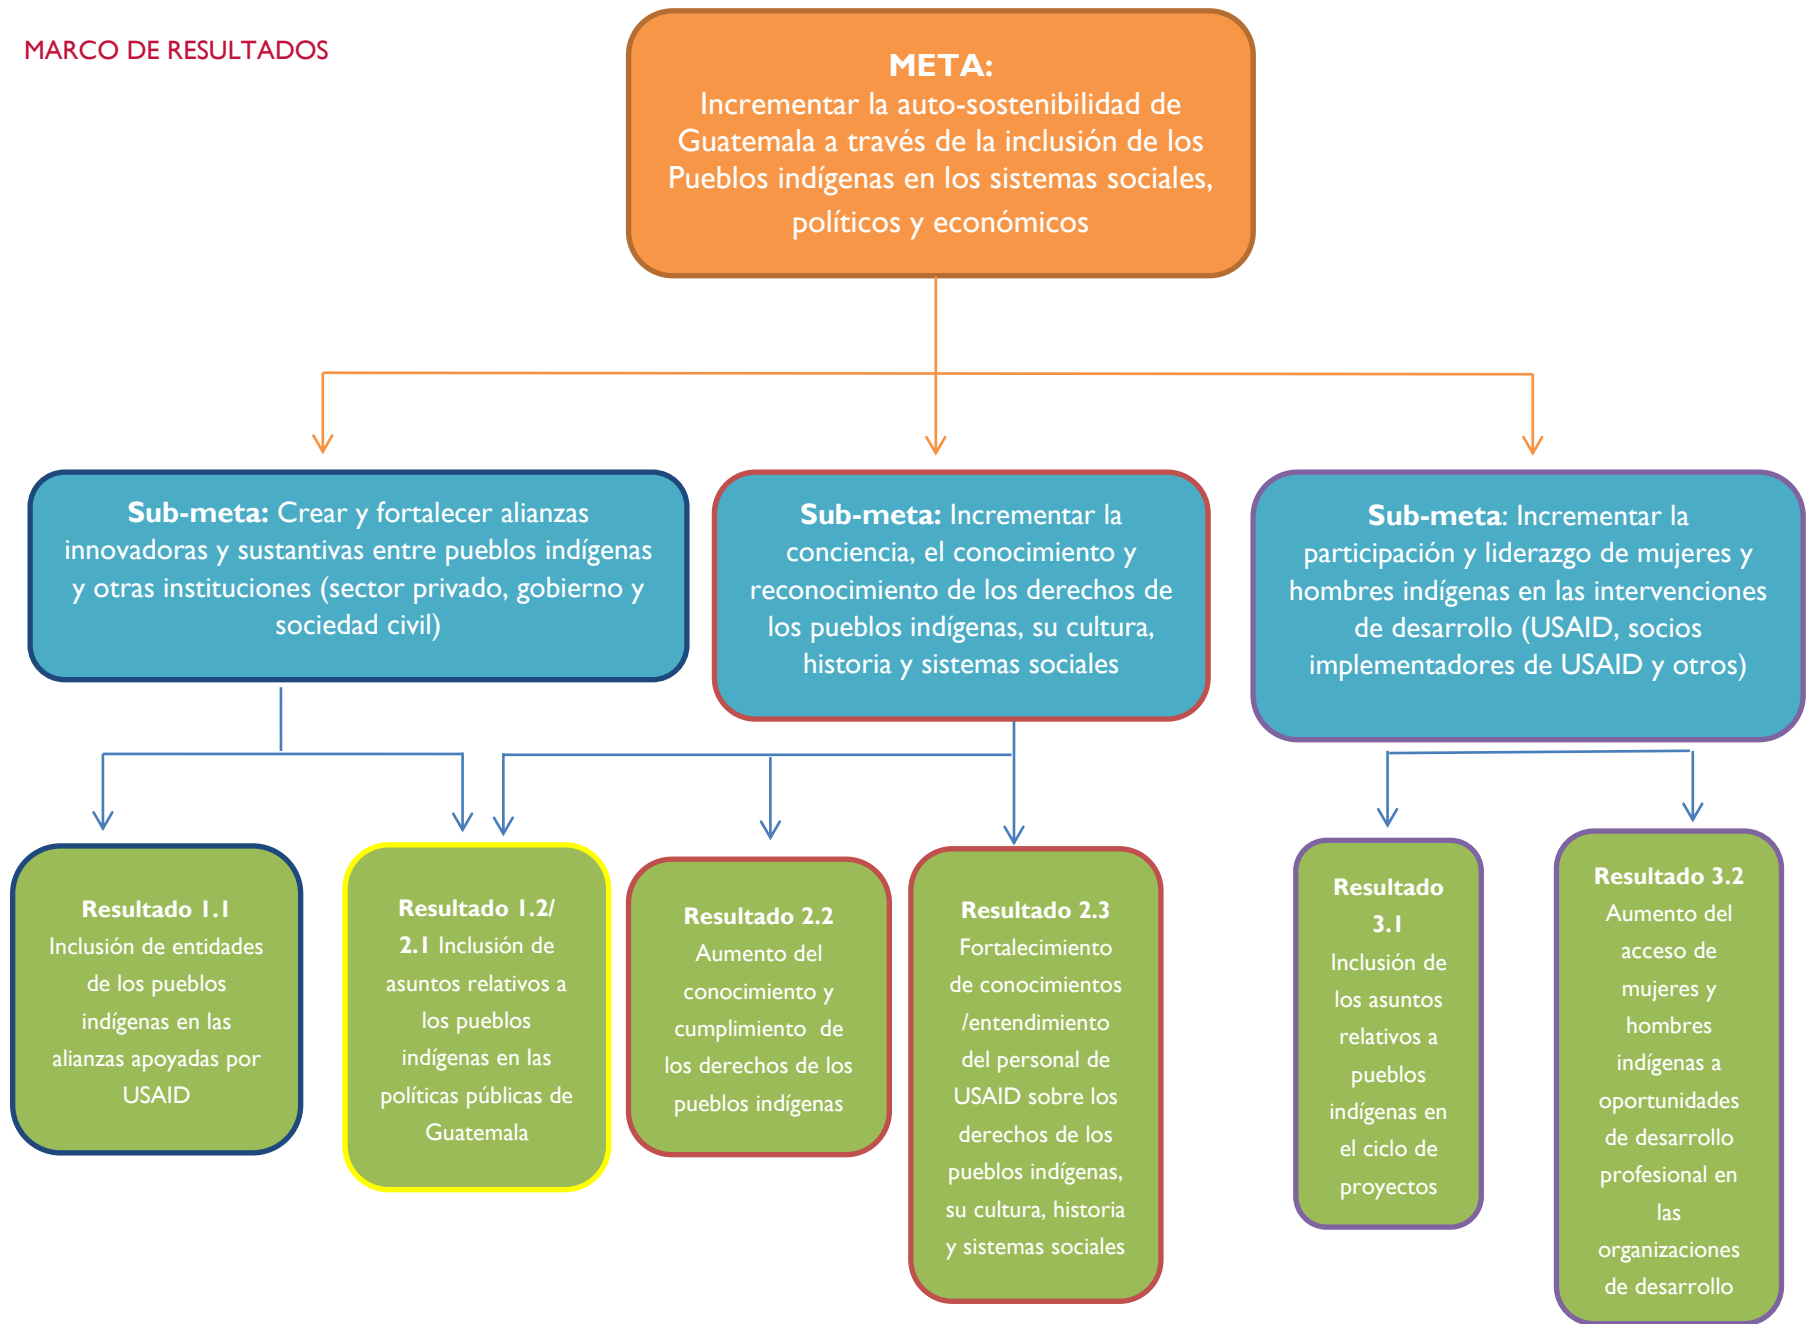 MARCO DE RESULTADOS
META:
Incrementar la auto-sostenibilidad de
Guatemala a través de la inclusión de los
Pueblos indígenas en los sistemas sociales,
políticos y económicos
Sub-meta: Crear y fortalecer alianzas
innovadoras y sustantivas entre pueblos indígenas
y otras instituciones (sector privado, gobierno y
sociedad civil)
Sub-meta: Incrementar la
conciencia, el conocimiento y
reconocimiento de los derechos de
los pueblos indígenas, su cultura,
historia y sistemas sociales
Sub-meta: Incrementar la
participación y liderazgo de mujeres y
hombres indígenas en las intervenciones
de desarrollo (USAID, socios
implementadores de USAID y otros)
Resultado 1.1
Inclusión de entidades
de los pueblos
indígenas en las
alianzas apoyadas por
USAID
Resultado 1.2/
2.1 Inclusión de
asuntos relativos a
los pueblos
indígenas en las
políticas públicas de
Guatemala
Resultado 2.2
Aumento del
conocimiento y
cumplimiento de
los derechos de los
pueblos indígenas
Resultado 2.3
Fortalecimiento
de conocimientos
/entendimiento
del personal de
USAID sobre los
derechos de los
pueblos indígenas,
su cultura, historia
y sistemas sociales
Resultado
3.1
Inclusión de
los asuntos
relativos a
pueblos
indígenas en
el ciclo de
proyectos
Resultado 3.2
Aumento del
acceso de
mujeres y
hombres
indígenas a
oportunidades
de desarrollo
profesional en
las
organizaciones
de desarrollo